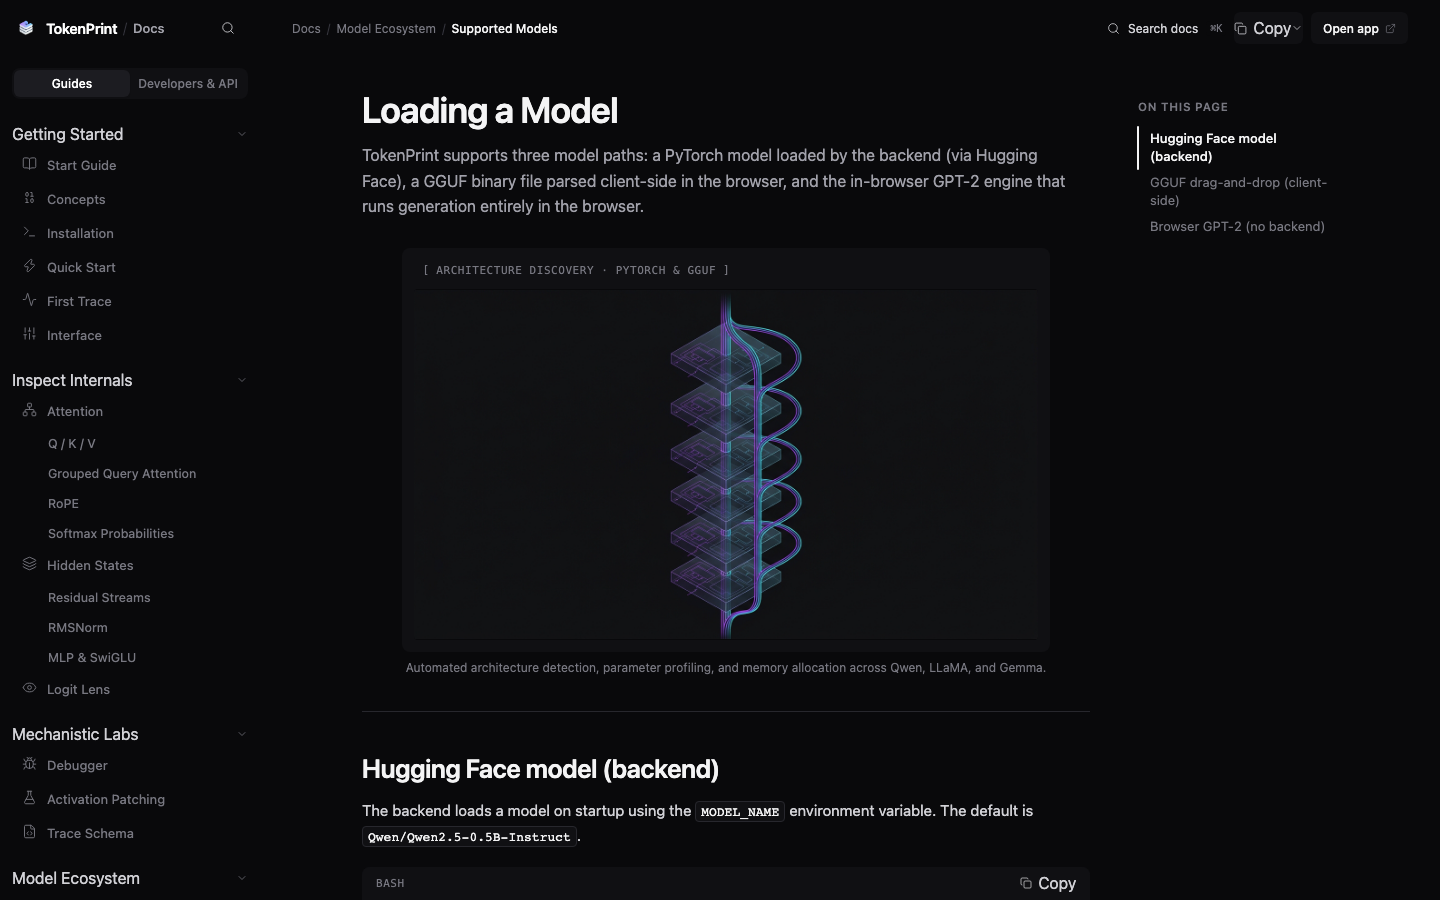 TokenPrint / Docs
Docs / Model Ecosystem / Supported Models
Search docs ⌘K
Copy
Open app
Guides
Developers & API
Getting Started
Start Guide
Concepts
Installation
Quick Start
First Trace
Interface
Inspect Internals
Attention
Q / K / V
Grouped Query Attention
RoPE
Softmax Probabilities
Hidden States
Residual Streams
RMSNorm
MLP & SwiGLU
Logit Lens
Mechanistic Labs
Debugger
Activation Patching
Trace Schema
Model Ecosystem
Loading a Model
TokenPrint supports three model paths: a PyTorch model loaded by the backend (via Hugging
Face), a GGUF binary file parsed client-side in the browser, and the in-browser GPT-2 engine that
runs generation entirely in the browser.
[ ARCHITECTURE DISCOVERY · PYTORCH & GGUF ]
Automated architecture detection, parameter profiling, and memory allocation across Qwen, LLaMA, and Gemma.
Hugging Face model (backend)
The backend loads a model on startup using the MODEL_NAME environment variable. The default is
Qwen/Qwen2.5-0.5B-Instruct.
BASH
Copy
ON THIS PAGE
Hugging Face model
(backend)
GGUF drag-and-drop (client-
side)
Browser GPT-2 (no backend)